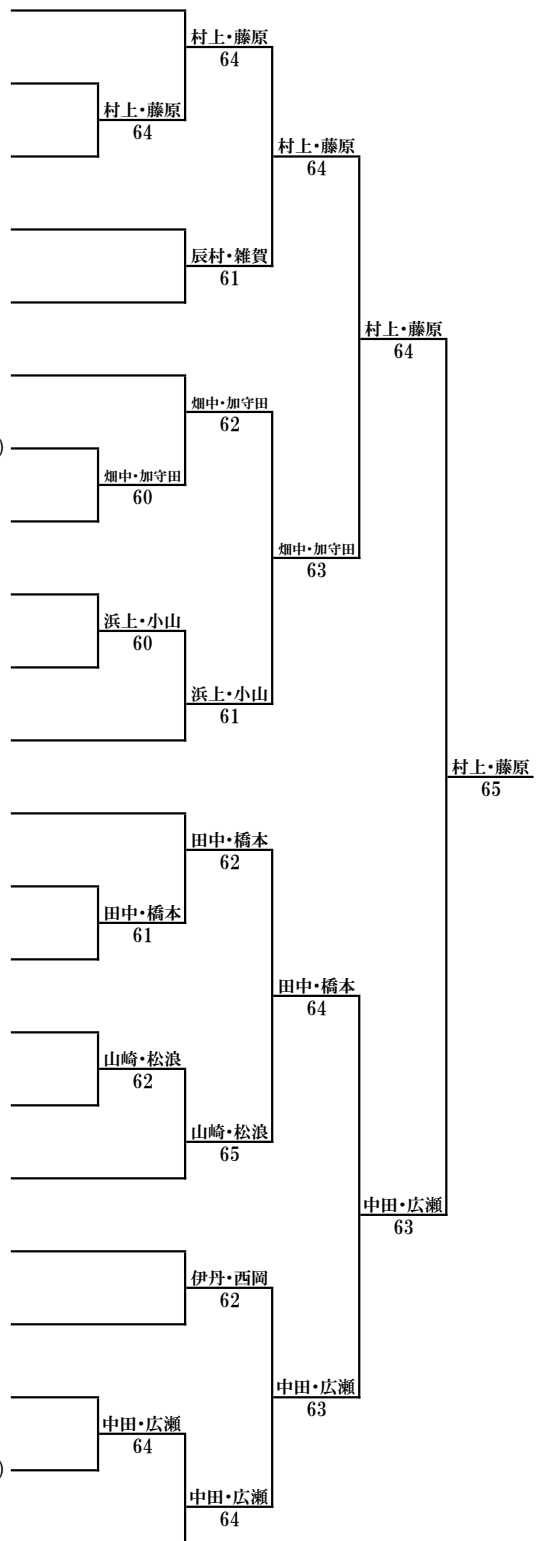 村上・藤原
64
村上・藤原
64
村上・藤原
64
辰村・雑賀
61
村上・藤原
64
畑中・加守田
62
)
畑中・加守田
60
畑中・加守田
63
浜上・小山
60
浜上・小山
61
村上・藤原
65
田中・橋本
62
田中・橋本
61
田中・橋本
64
山崎・松浪
62
山崎・松浪
65
中田・広瀬
63
伊丹・西岡
62
中田・広瀬
63
中田・広瀬
64
)
中田・広瀬
64